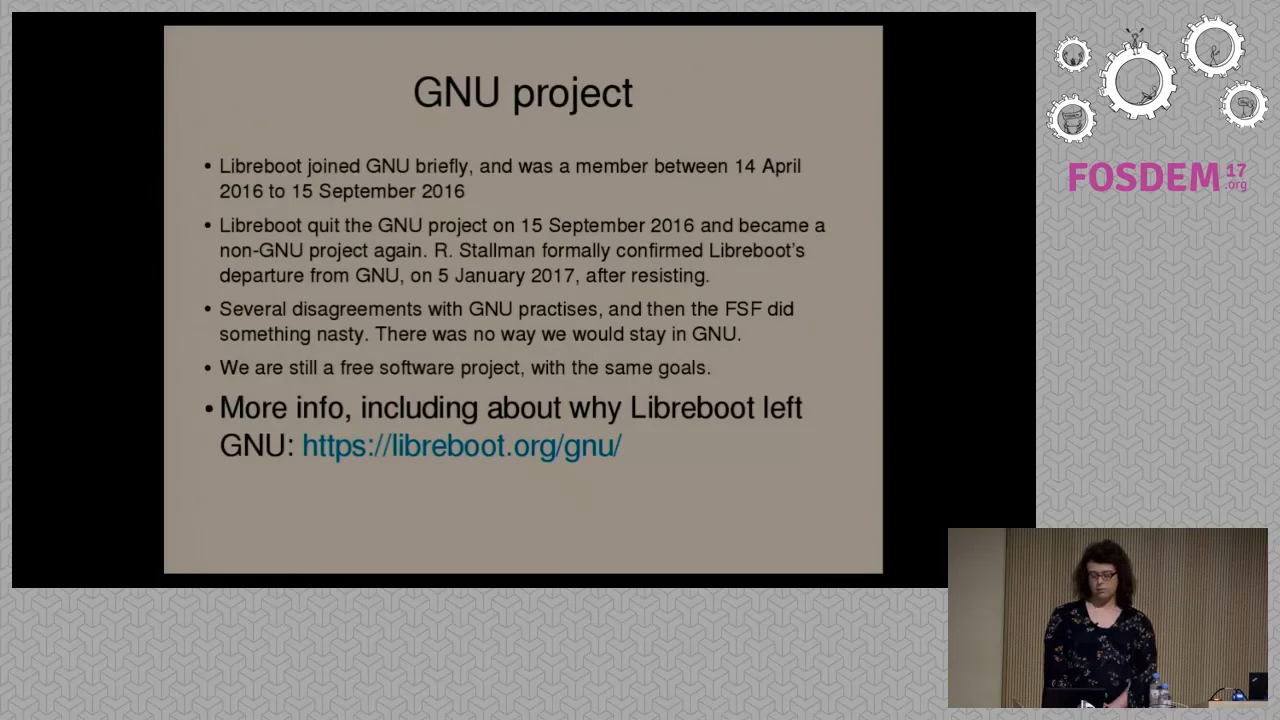 GNU project
• Libreboot joined GNU briefly, and was a member between 14 April
2016 to 15 September 2016
• Libreboot quit the GNU project on 15 September 2016 and became a
non-GNU project again. R. Stallman formally confirmed Libreboot's
departure from GNU, on 5 January 2017, after resisting.
• Several disagreements with GNU practises, and then the FSF did
something nasty. There was no way we would stay in GNU.
• We are still a free software project, with the same goals.
• More info, including about why Libreboot left
GNU: https://libreboot.org/gnu/
FOSDEM 17
.org